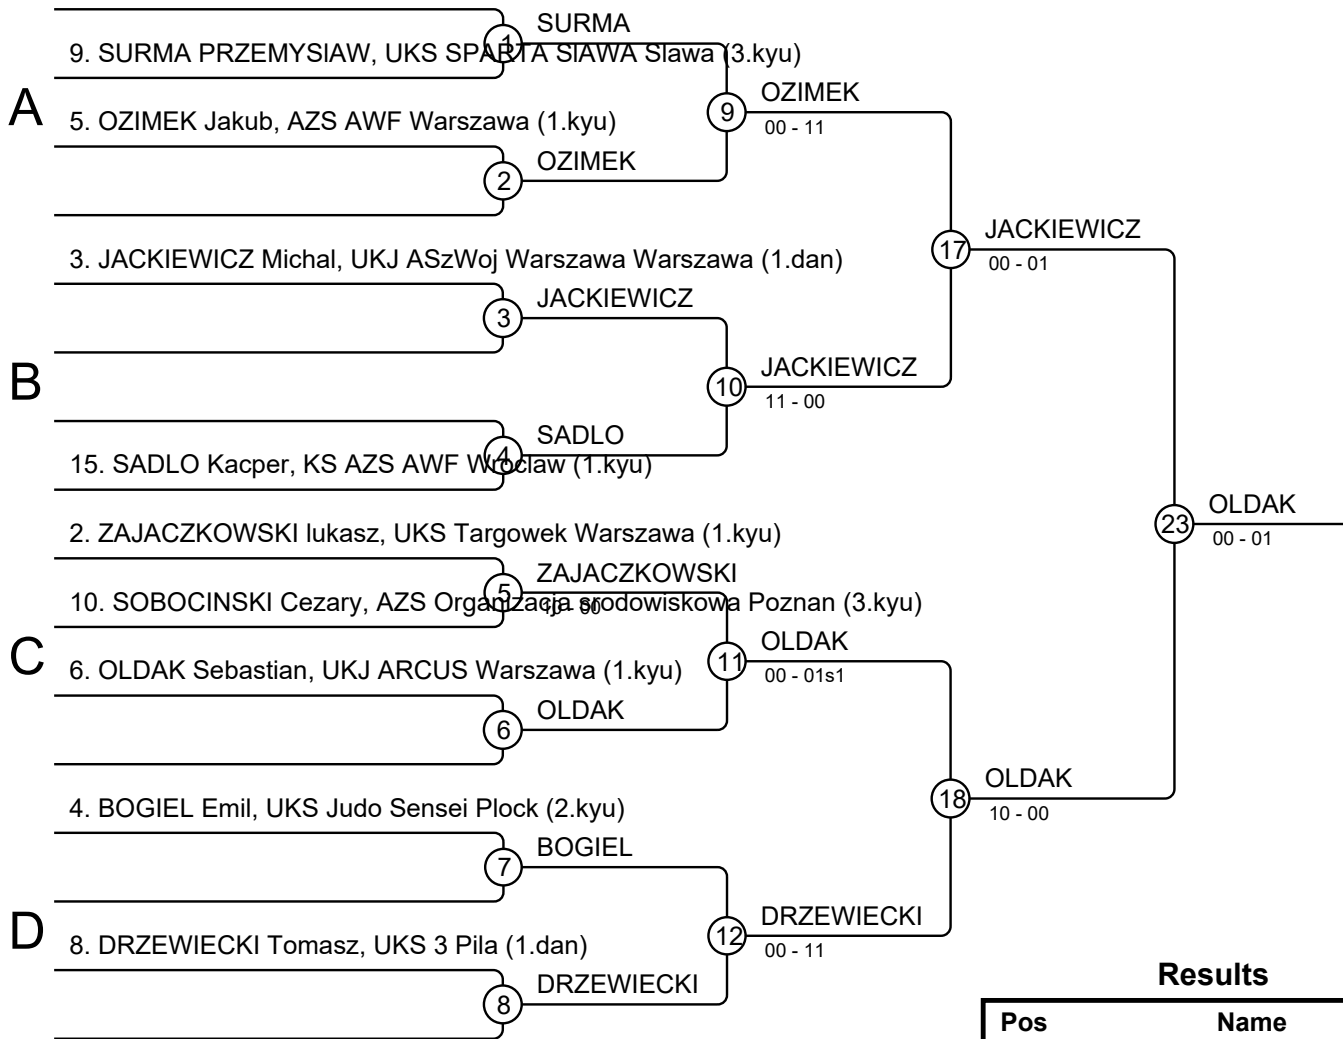 1
SURMA
9. SURMA PRZEMYSlAW, UKS SPARTA SlAWA Slawa (3.kyu)
A
9
OZIMEK
00 - 11
5. OZIMEK Jakub, AZS AWF Warszawa (1.kyu)
2
OZIMEK
17
JACKIEWICZ
00 - 01
3. JACKIEWICZ Michal, UKJ ASzWoj Warszawa Warszawa (1.dan)
3
JACKIEWICZ
B
10
JACKIEWICZ
11 - 00
4
SADLO
15. SADLO Kacper, KS AZS AWF Wroclaw (1.kyu)
23
OLDAK
00 - 01
2. ZAJACZKOWSKI lukasz, UKS Targowek Warszawa (1.kyu)
5
ZAJACZKOWSKI
10 - 00
10. SOBOCINSKI Cezary, AZS Organizacja srodowiskowa Poznan (3.kyu)
C
11
OLDAK
00 - 01s1
6. OLDAK Sebastian, UKJ ARCUS Warszawa (1.kyu)
6
OLDAK
18
OLDAK
10 - 00
4. BOGIEL Emil, UKS Judo Sensei Plock (2.kyu)
7
BOGIEL
D
12
DRZEWIECKI
00 - 11
8. DRZEWIECKI Tomasz, UKS 3 Pila (1.dan)
8
DRZEWIECKI
Results
Pos Name